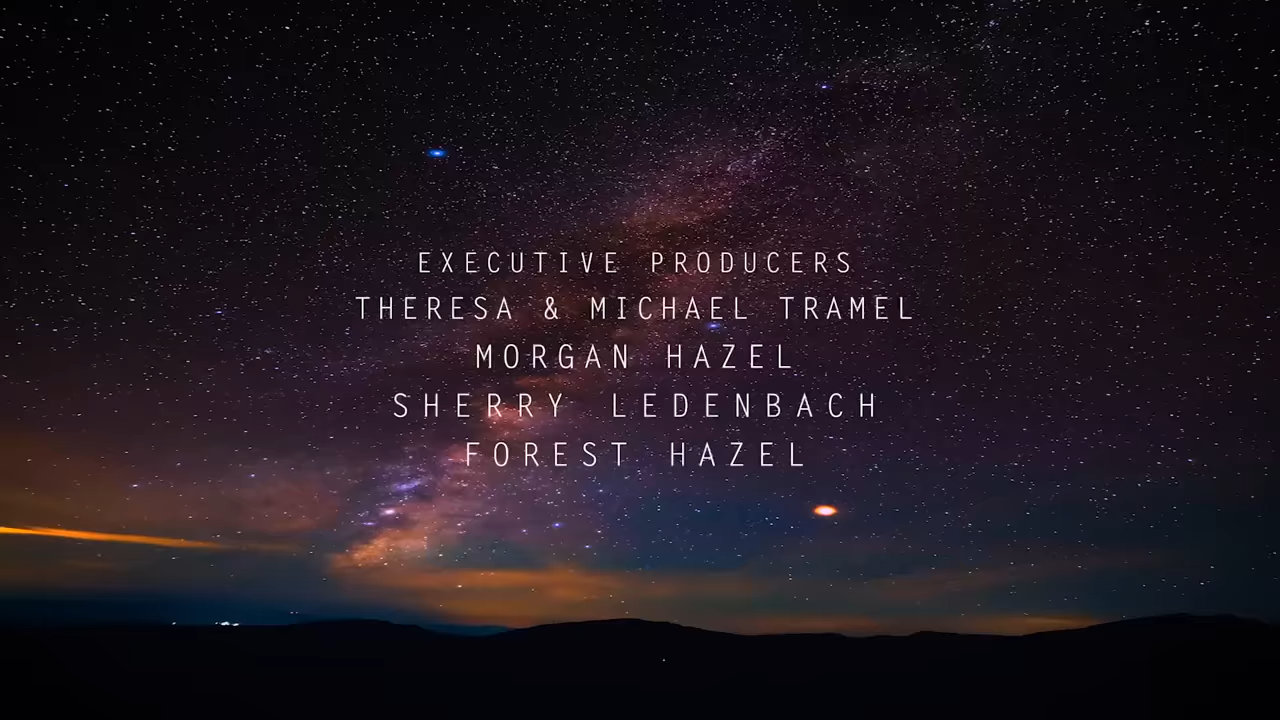 EXECUTIVE PRODUCERS
THERESA & MICHAEL TRAMEL
MORGAN HAZEL
SHERRY LEDENBACH
FOREST HAZEL